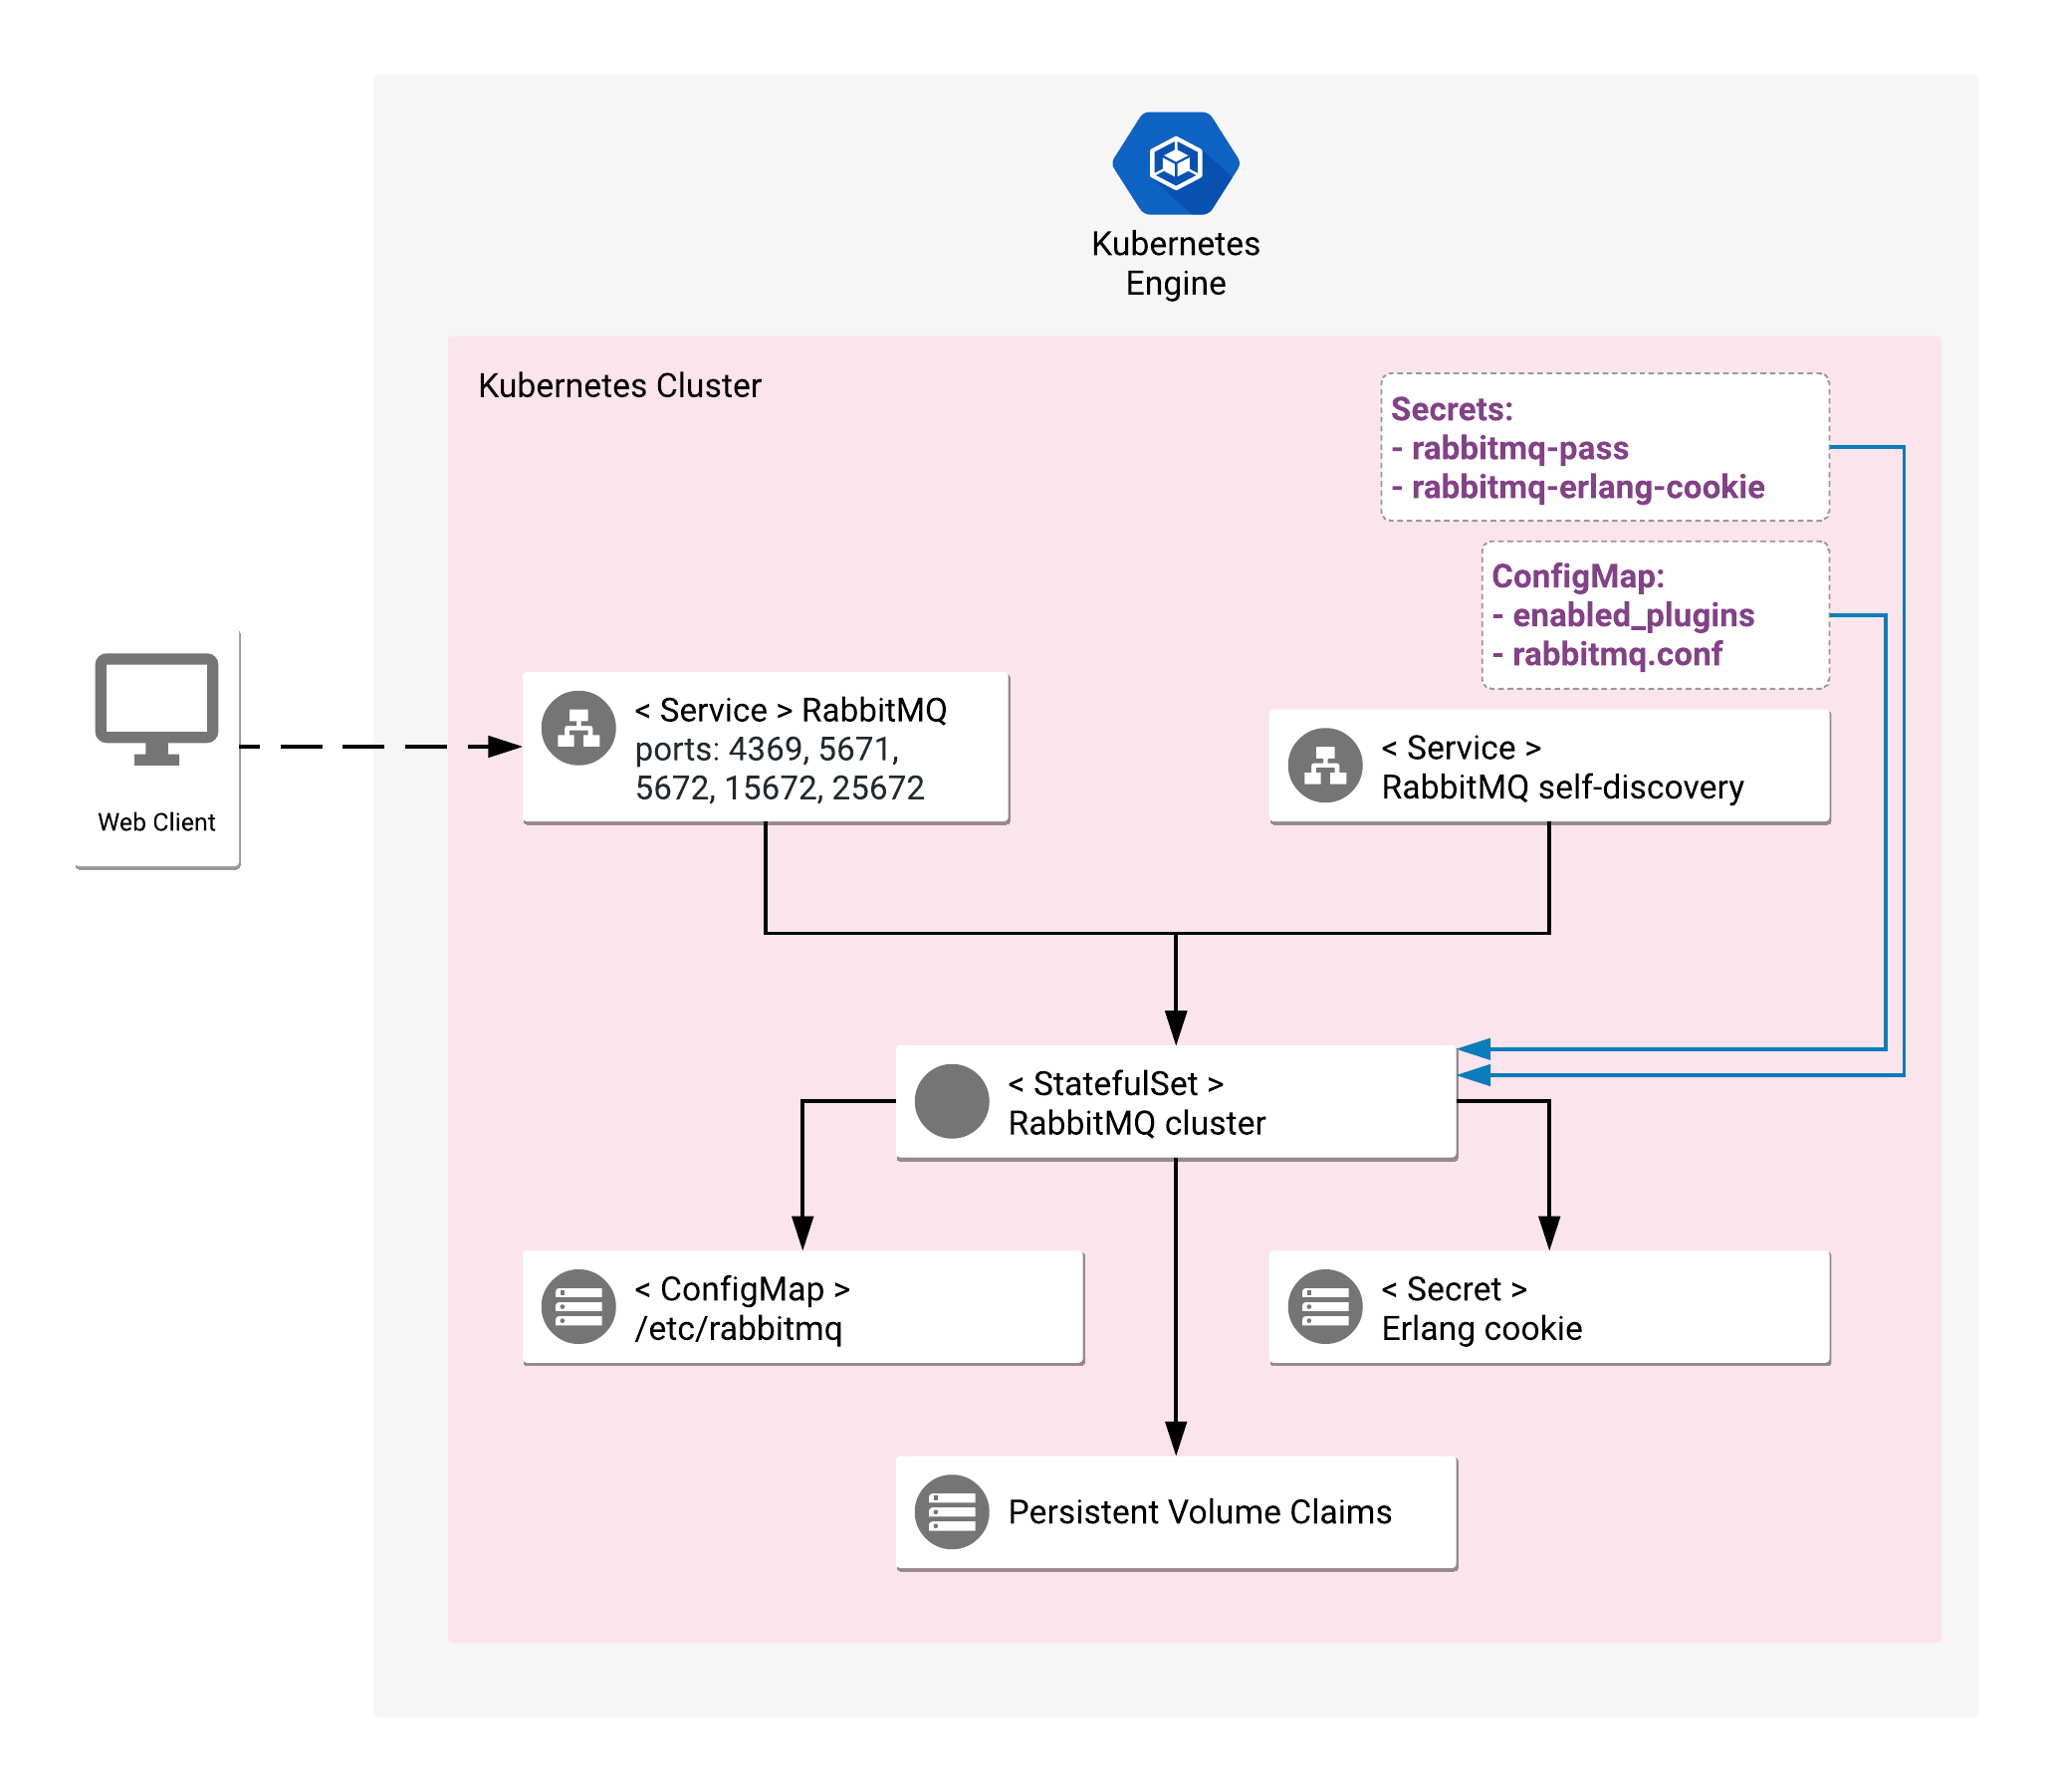 Kubernetes
Engine
Kubernetes Cluster
Secrets:
- rabbitmq-pass
- rabbitmq-erlang-cookie
ConfigMap:
- enabled_plugins
- rabbitmq.conf
Web Client
< Service > RabbitMQ
ports: 4369, 5671,
5672, 15672, 25672
< Service >
RabbitMQ self-discovery
< StatefulSet >
RabbitMQ cluster
< ConfigMap >
/etc/rabbitmq
< Secret >
Erlang cookie
Persistent Volume Claims